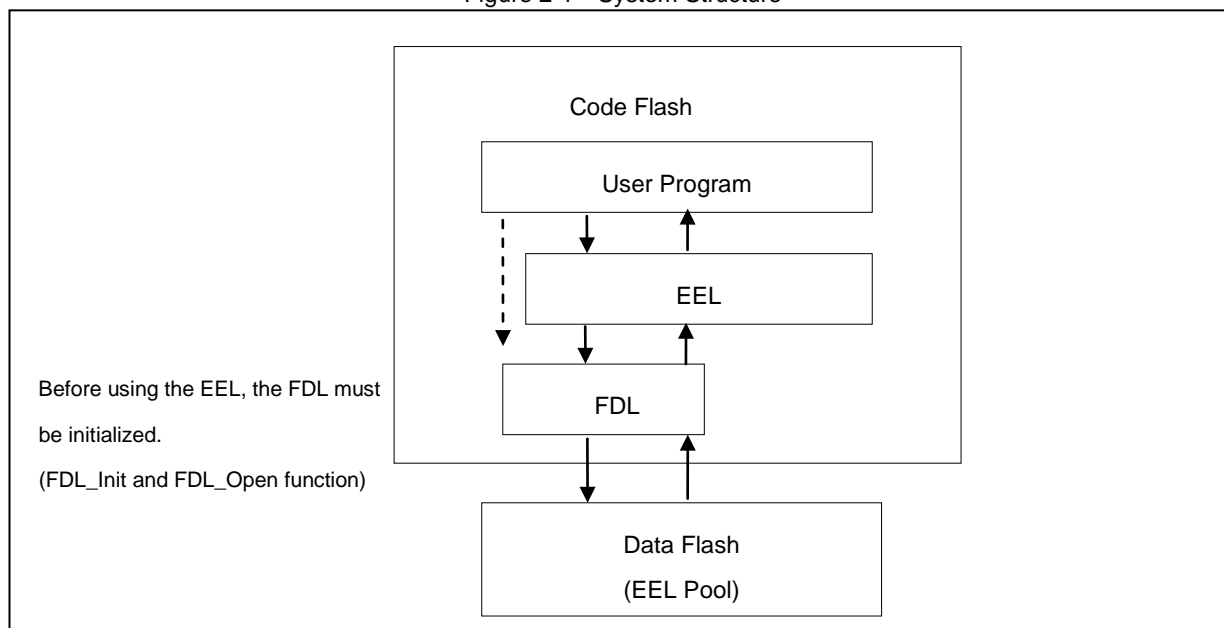 Figure 2-1 System Structure
Code Flash
User Program
EEL
FDL
Before using the EEL, the FDL must
be initialized.
(FDL_Init and FDL_Open function)
Data Flash
(EEL Pool)